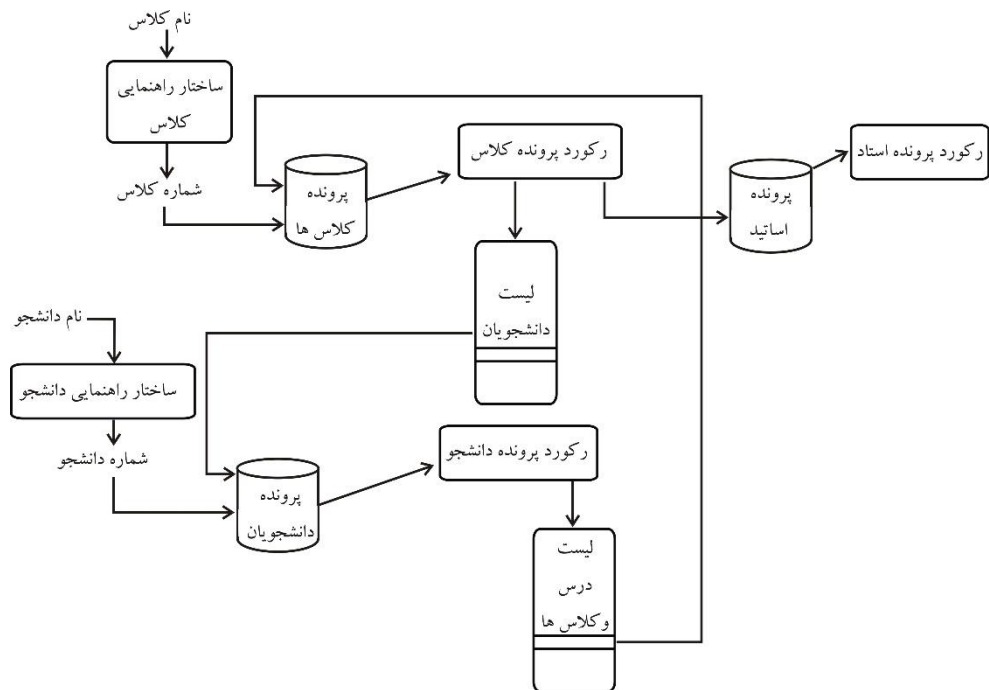 نام کلاس
ساختار راهنمایی
کلاس
شماره کلاس
پرونده
کلاس ها
رکورد پرونده کلاس
پرونده
اساتید
رکورد پرونده استاد
لیست
دانشجویان
نام دانشجو
ساختار راهنمایی دانشجو
شماره دانشجو
پرونده
دانشجویان
رکورد پرونده دانشجو
لیست
درس
وکلاس ها